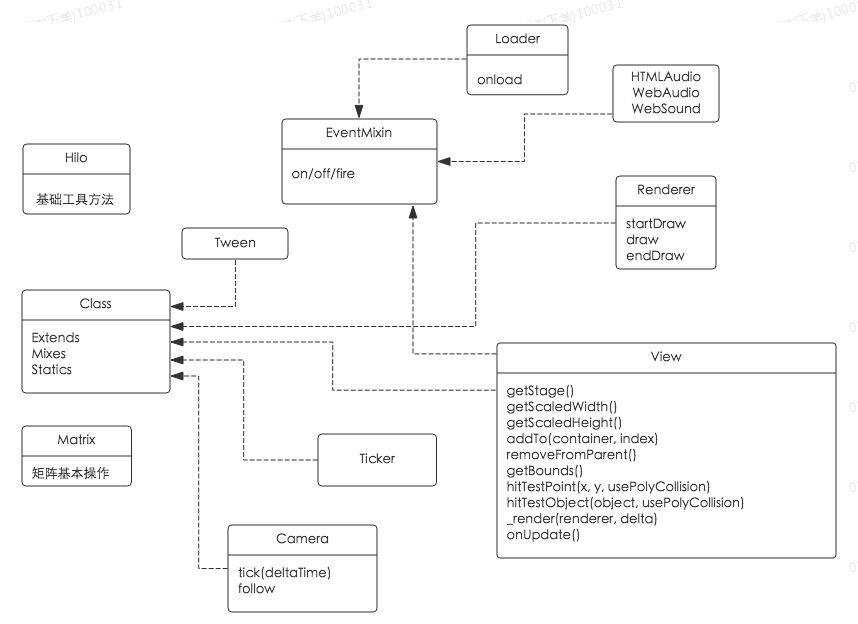 Loader
onload
HTMLAudio
WebAudio
WebSound
EventMixin
on/off/fire
Hilo
基础工具方法
Renderer
startDraw
draw
endDraw
Tween
Class
Extends
Mixes
Statics
View
getStage()
getScaledWidth()
getScaledHeight()
addTo(container, index)
removeFromParent()
getBounds()
hitTestPoint(x, y, usePolyCollision)
hitTestObject(object, usePolyCollision)
_render(renderer, delta)
onUpdate()
Matrix
矩阵基本操作
Ticker
Camera
tick(deltaTime)
follow